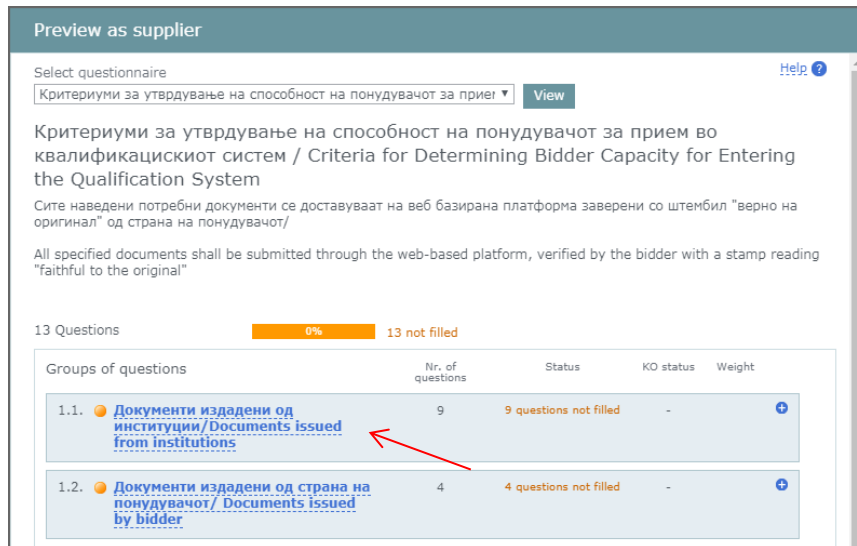 Preview as supplier
Help ?
Select questionnaire
Критериуми за утврдување на способност на понудувачот за прием
View
Критериуми за утврдување на способност на понудувачот за прием во
квалификацискиот систем / Criteria for Determining Bidder Capacity for Entering
the Qualification System
Сите наведени потребни документи се доставуваат на веб базирана платформа заверени со штембил "верно на
оригинал" од страна на понудувачот/
All specified documents shall be submitted through the web-based platform, verified by the bidder with a stamp reading
"faithful to the original"
13 Questions 0% 13 not filled
Groups of questions Nr. of questions Status KO status Weight
1.1. Документи издадени од 9 9 questions not filled -
институции/Documents issued
from institutions
1.2. Документи издадени од страна на 4 4 questions not filled -
понудувачот/ Documents issued
by bidder